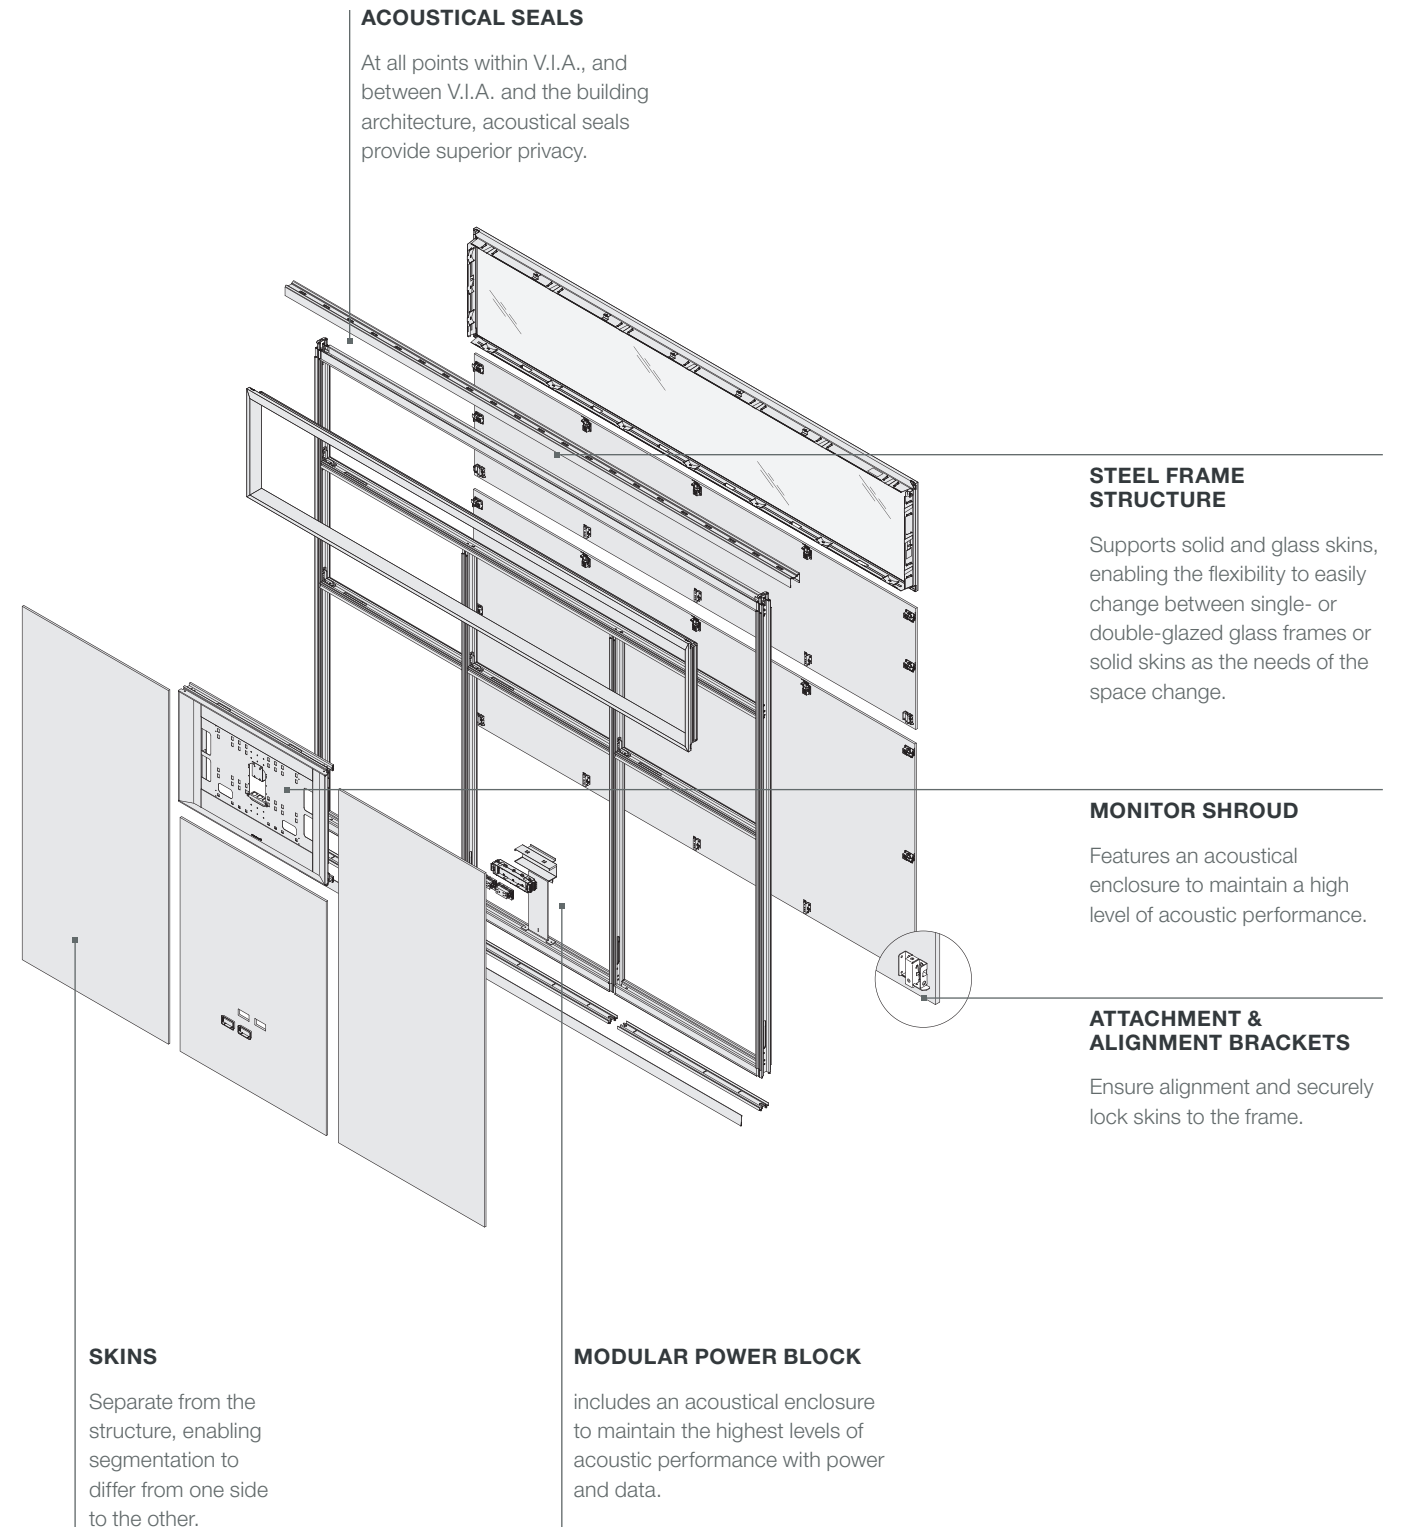 ACOUSTICAL SEALS
At all points within V.I.A., and
between V.I.A. and the building
architecture, acoustical seals
provide superior privacy.
STEEL FRAME
STRUCTURE
Supports solid and glass skins,
enabling the flexibility to easily
change between single- or
double-glazed glass frames or
solid skins as the needs of the
space change.
MONITOR SHROUD
Features an acoustical
enclosure to maintain a high
level of acoustic performance.
ATTACHMENT &
ALIGNMENT BRACKETS
Ensure alignment and securely
lock skins to the frame.
SKINS
Separate from the
structure, enabling
segmentation to
differ from one side
to the other.
MODULAR POWER BLOCK
includes an acoustical enclosure
to maintain the highest levels of
acoustic performance with power
and data.